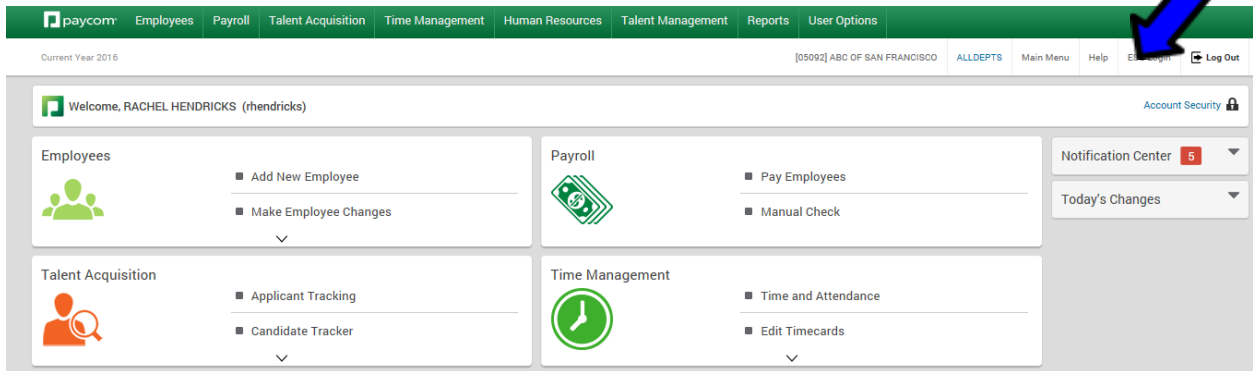 paycom Employees Payroll Talent Acquisition Time Management Human Resources Talent Management Reports User Options
Current Year 2016 [05092] ABC OF SAN FRANCISCO ALLDEPTS Main Menu Help Login Log Out
Welcome, RACHEL HENDRICKS (rhendricks) Account Security
Employees
Add New Employee
Make Employee Changes
Payroll
Pay Employees
Manual Check
Notification Center 5
Today's Changes
Talent Acquisition
Applicant Tracking
Candidate Tracker
Time Management
Time and Attendance
Edit Timecards